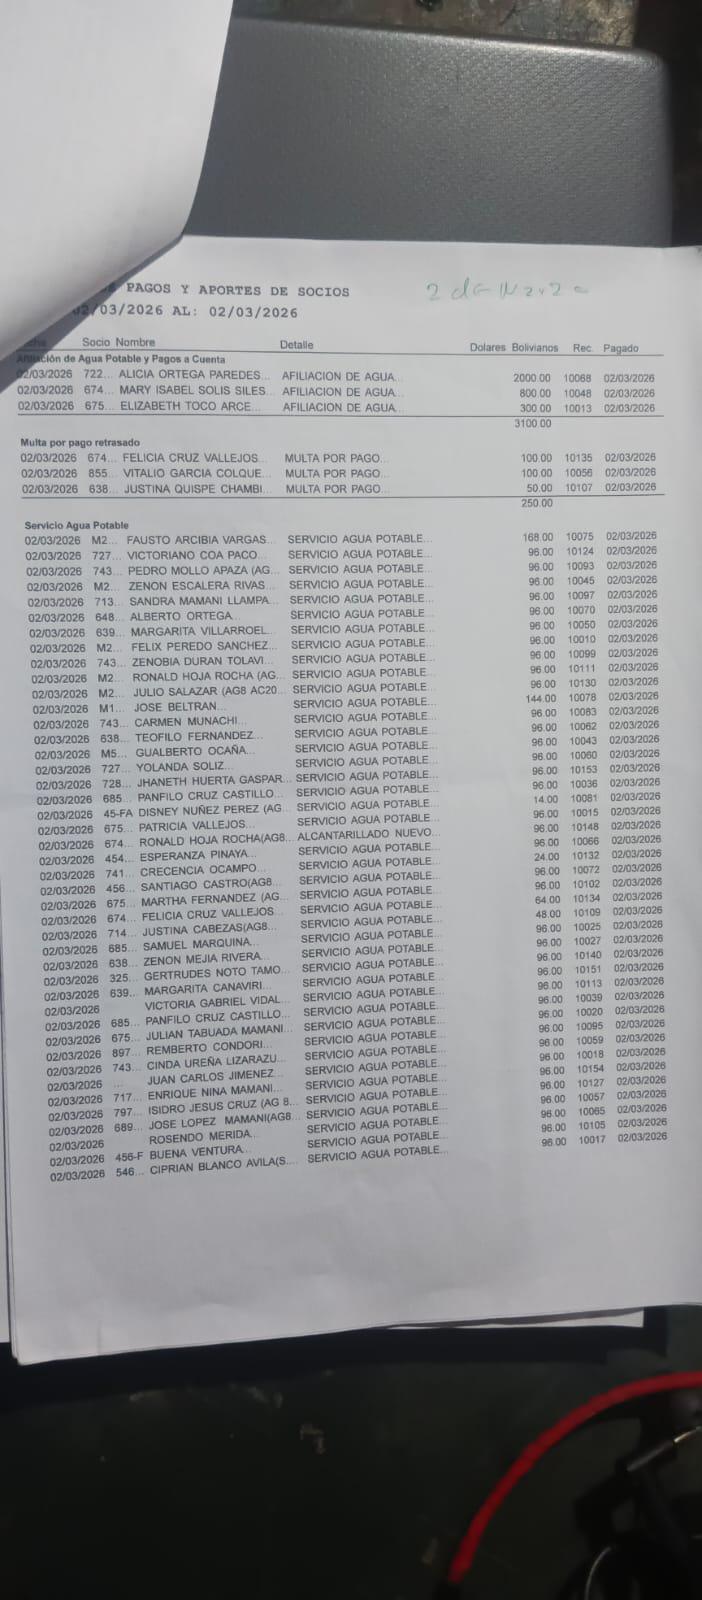 PAGOS Y APORTES DE SOCIOS
02/03/2026 AL: 02/03/2026
Socio Nombre Detalle Dolares Bolivianos Rec. Pagado
Afiliación de Agua Potable y Pagos a Cuenta
02/03/2026 722... ALICIA ORTEGA PAREDES... AFILIACION DE AGUA... 2000.00 10068 02/03/2026
02/03/2026 674... MARY ISABEL SOLIS SILES... AFILIACION DE AGUA... 800.00 10048 02/03/2026
02/03/2026 675... ELIZABETH TOCO ARCE... AFILIACION DE AGUA... 300.00 10013 02/03/2026
3100.00
Multa por pago retrasado
02/03/2026 674... FELICIA CRUZ VALLEJOS... MULTA POR PAGO... 100.00 10135 02/03/2026
02/03/2026 855... VITALIO GARCIA COLQUE... MULTA POR PAGO... 100.00 10056 02/03/2026
02/03/2026 638... JUSTINA QUISPE CHAMBI... MULTA POR PAGO... 50.00 10107 02/03/2026
250.00
Servicio Agua Potable
02/03/2026 M2... FAUSTO ARCIBIA VARGAS... SERVICIO AGUA POTABLE... 168.00 10075 02/03/2026
02/03/2026 727... VICTORIANO COA PACO... SERVICIO AGUA POTABLE... 96.00 10124 02/03/2026
02/03/2026 743... PEDRO MOLLO APAZA (AG... SERVICIO AGUA POTABLE... 96.00 10093 02/03/2026
02/03/2026 M2... ZENON ESCALERA RIVAS... SERVICIO AGUA POTABLE... 96.00 10045 02/03/2026
02/03/2026 713... SANDRA MAMANI LLAMPA... SERVICIO AGUA POTABLE... 96.00 10097 02/03/2026
02/03/2026 648... ALBERTO ORTEGA... SERVICIO AGUA POTABLE... 96.00 10070 02/03/2026
02/03/2026 639... MARGARITA VILLARROEL... SERVICIO AGUA POTABLE... 96.00 10050 02/03/2026
02/03/2026 M2... FELIX PEREDO SANCHEZ... SERVICIO AGUA POTABLE... 96.00 10010 02/03/2026
02/03/2026 743... ZENOBIA DURAN TOLAVI... SERVICIO AGUA POTABLE... 96.00 10099 02/03/2026
02/03/2026 M2... RONALD HOJA ROCHA (AG... SERVICIO AGUA POTABLE... 96.00 10111 02/03/2026
02/03/2026 M2... JULIO SALAZAR (AG8 AC20... SERVICIO AGUA POTABLE... 96.00 10130 02/03/2026
02/03/2026 M1... JOSE BELTRAN... SERVICIO AGUA POTABLE... 144.00 10078 02/03/2026
02/03/2026 743... CARMEN MUNACHI... SERVICIO AGUA POTABLE... 96.00 10083 02/03/2026
02/03/2026 638... TEOFILO FERNANDEZ... SERVICIO AGUA POTABLE... 96.00 10062 02/03/2026
02/03/2026 M5... GUALBERTO OCAÑA... SERVICIO AGUA POTABLE... 96.00 10043 02/03/2026
02/03/2026 727... YOLANDA SOLIZ... SERVICIO AGUA POTABLE... 96.00 10060 02/03/2026
02/03/2026 728... JHANETH HUERTA GASPAR... SERVICIO AGUA POTABLE... 96.00 10153 02/03/2026
02/03/2026 685... PANFILO CRUZ CASTILLO... SERVICIO AGUA POTABLE... 96.00 10036 02/03/2026
02/03/2026 45-FA DISNEY NUÑEZ PEREZ (AG... SERVICIO AGUA POTABLE... 14.00 10081 02/03/2026
02/03/2026 675... PATRICIA VALLEJOS... SERVICIO AGUA POTABLE... 96.00 10015 02/03/2026
02/03/2026 674... RONALD HOJA ROCHA(AG8... ALCANTARILLADO NUEVO... 96.00 10148 02/03/2026
02/03/2026 454... ESPERANZA PINAYA... SERVICIO AGUA POTABLE... 96.00 10066 02/03/2026
02/03/2026 741... CRECENCIA OCAMPO... SERVICIO AGUA POTABLE... 24.00 10132 02/03/2026
02/03/2026 456... SANTIAGO CASTRO(AG8... SERVICIO AGUA POTABLE... 96.00 10072 02/03/2026
02/03/2026 675... MARTHA FERNANDEZ (AG... SERVICIO AGUA POTABLE... 96.00 10102 02/03/2026
02/03/2026 674... FELICIA CRUZ VALLEJOS... SERVICIO AGUA POTABLE... 64.00 10134 02/03/2026
02/03/2026 714... JUSTINA CABEZAS(AG8... SERVICIO AGUA POTABLE... 48.00 10109 02/03/2026
02/03/2026 685... SAMUEL MARQUINA... SERVICIO AGUA POTABLE... 96.00 10025 02/03/2026
02/03/2026 638... ZENON MEJIA RIVERA... SERVICIO AGUA POTABLE... 96.00 10027 02/03/2026
02/03/2026 325... GERTRUDES NOTO TAMO... SERVICIO AGUA POTABLE... 96.00 10140 02/03/2026
02/03/2026 639... MARGARITA CANAVIRI... SERVICIO AGUA POTABLE... 96.00 10151 02/03/2026
02/03/2026 VICTORIA GABRIEL VIDAL... SERVICIO AGUA POTABLE... 96.00 10113 02/03/2026
02/03/2026 685... PANFILO CRUZ CASTILLO... SERVICIO AGUA POTABLE... 96.00 10039 02/03/2026
02/03/2026 675... JULIAN TABUADA MAMANI... SERVICIO AGUA POTABLE... 96.00 10020 02/03/2026
02/03/2026 897... REMBERTO CONDORI... SERVICIO AGUA POTABLE... 96.00 10095 02/03/2026
02/03/2026 743... CINDA UREÑA LIZARAZU... SERVICIO AGUA POTABLE... 96.00 10059 02/03/2026
02/03/2026 ... JUAN CARLOS JIMENEZ... SERVICIO AGUA POTABLE... 96.00 10018 02/03/2026
02/03/2026 717... ENRIQUE NINA MAMANI... SERVICIO AGUA POTABLE... 96.00 10154 02/03/2026
02/03/2026 797... ISIDRO JESUS CRUZ (AG 8... SERVICIO AGUA POTABLE... 96.00 10127 02/03/2026
02/03/2026 689... JOSE LOPEZ MAMANI(AG8... SERVICIO AGUA POTABLE... 96.00 10057 02/03/2026
02/03/2026 ROSENDO MERIDA... SERVICIO AGUA POTABLE... 96.00 10065 02/03/2026
02/03/2026 456-F BUENA VENTURA... SERVICIO AGUA POTABLE... 96.00 10105 02/03/2026
02/03/2026 546... CIPRIAN BLANCO AVILA(S.... SERVICIO AGUA POTABLE... 96.00 10017 02/03/2026